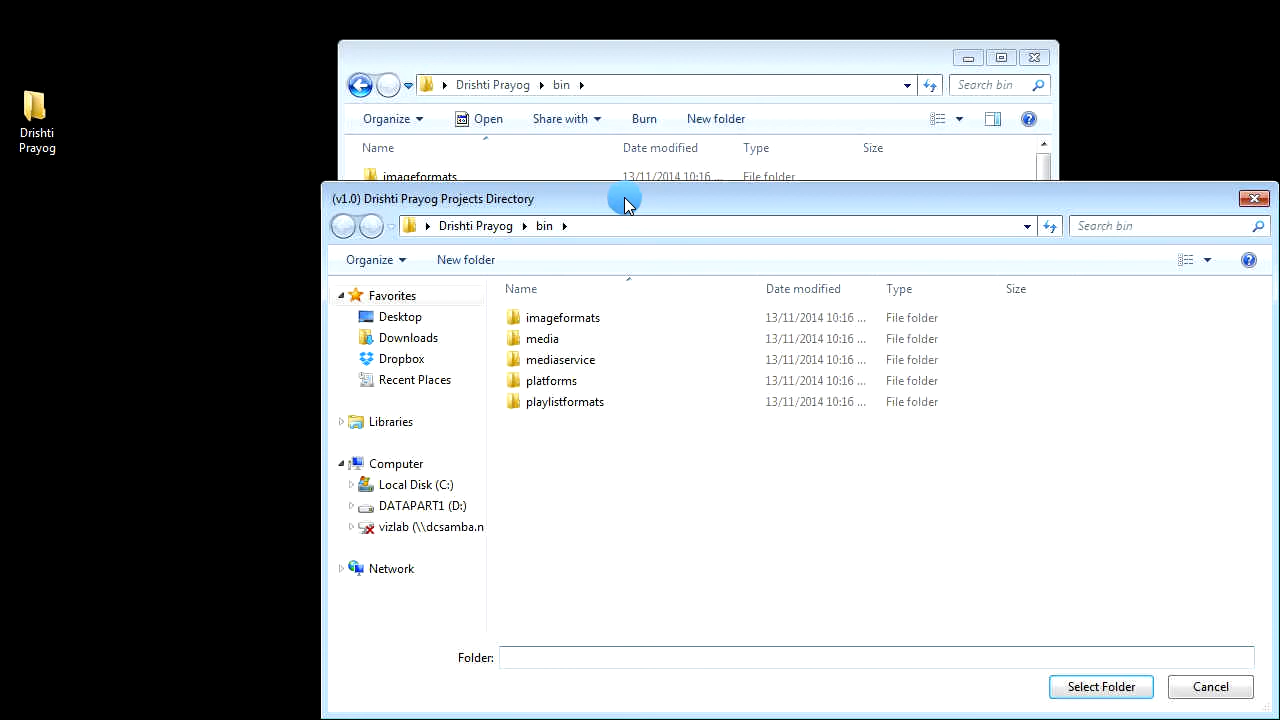 Drishti
Prayog
Drishti Prayog bin
Search bin
Organize Open Share with Burn New folder
Name Date modified Type Size
imageformats 13/11/2014 10:16 ... File folder
(v1.0) Drishti Prayog Projects Directory
Drishti Prayog bin
Search bin
Organize New folder
Name Date modified Type Size
Favorites
Desktop
Downloads
Dropbox
Recent Places
Libraries
Computer
Local Disk (C:)
DATAPART1 (D:)
vizlab (\\dcsamba.n
Network
imageformats 13/11/2014 10:16 ... File folder
media 13/11/2014 10:16 ... File folder
mediaservice 13/11/2014 10:16 ... File folder
platforms 13/11/2014 10:16 ... File folder
playlistformats 13/11/2014 10:16 ... File folder
Folder:
Select Folder Cancel